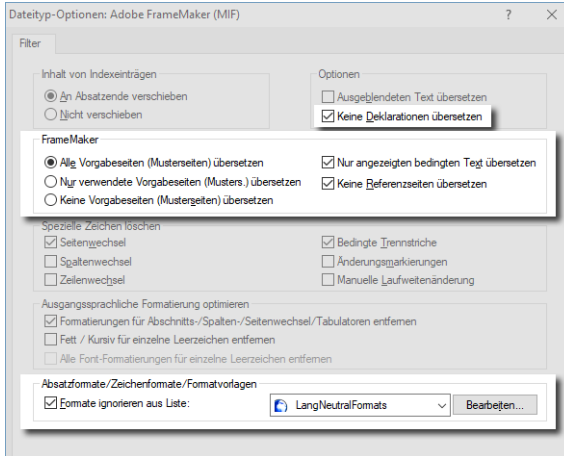 Dateityp-Optionen: Adobe FrameMaker (MIF)
Filter
Inhalt von Indexeinträgen
An Absatzende verschieben
Nicht verschieben
Optionen
Ausgeblendeten Text übersetzen
Keine Deklarationen übersetzen
FrameMaker
Alle Vorgabeseiten (Musterseiten) übersetzen
Nur verwendete Vorgabeseiten (Musters.) übersetzen
Keine Vorgabeseiten (Musterseiten) übersetzen
Nur angezeigten bedingten Text übersetzen
Keine Referenzseiten übersetzen
Spezielle Zeichen löschen
Seitenwechsel
Spaltenwechsel
Zeilenwechsel
Bedingte Trennstriche
Änderungsmarkierungen
Manuelle Laufweitenänderung
Ausgangssprachliche Formatierung optimieren
Formatierungen für Abschnitts-/Spalten-/Seitenwechsel/Tabulatoren entfernen
Fett / Kursiv für einzelne Leerzeichen entfernen
Alle Font-Formatierungen für einzelne Leerzeichen entfernen
Absatzformate/Zeichenformate/Formatvorlagen
Formate ignorieren aus Liste:
LangNeutralFormats
Bearbeiten...